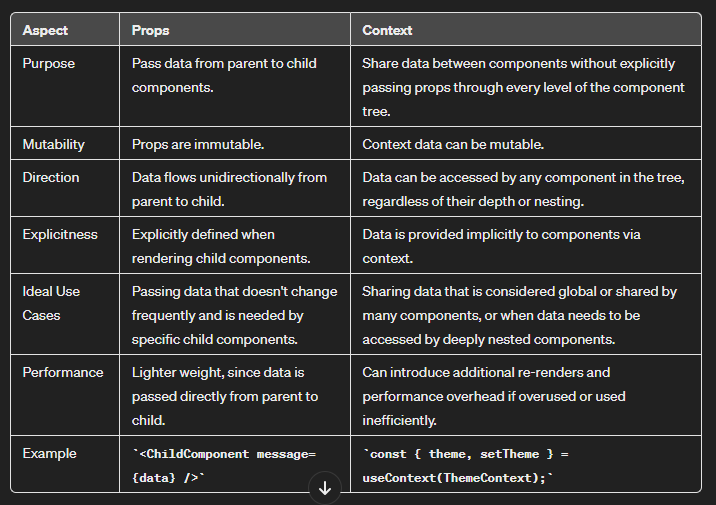 Aspect Props Context
Purpose Pass data from parent to child Share data between components without explicitly
components. passing props through every level of the component
tree.
Mutability Props are immutable. Context data can be mutable.
Direction Data flows unidirectionally from Data can be accessed by any component in the tree,
parent to child. regardless of their depth or nesting.
Explicitness Explicitly defined when Data is provided implicitly to components via
rendering child components. context.
Ideal Use Passing data that doesn't change Sharing data that is considered global or shared by
Cases frequently and is needed by many components, or when data needs to be
specific child components. accessed by deeply nested components.
Performance Lighter weight, since data is Can introduce additional re-renders and
passed directly from parent to performance overhead if overused or used
child. inefficiently.
Example `<ChildComponent message= `const { theme, setTheme } =
{data} />` useContext(ThemeContext);`